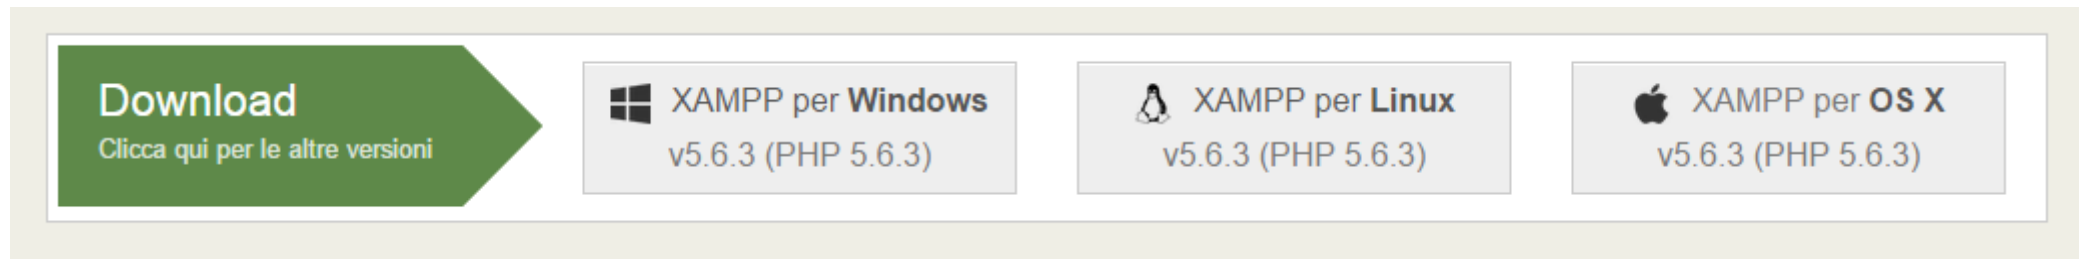 Download
Clicca qui per le altre versioni
XAMPP per Windows
v5.6.3 (PHP 5.6.3)
XAMPP per Linux
v5.6.3 (PHP 5.6.3)
XAMPP per OS X
v5.6.3 (PHP 5.6.3)